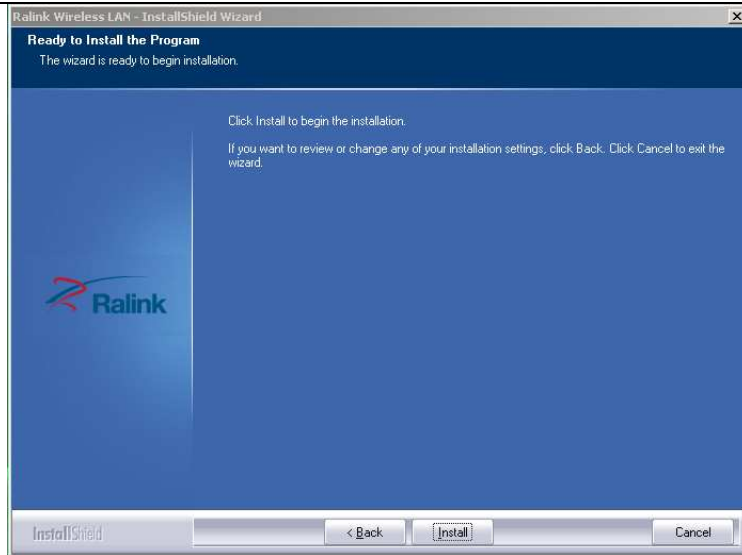 Ralink Wireless LAN - InstallShield Wizard
Ready to Install the Program
The wizard is ready to begin installation.
Click Install to begin the installation.
If you want to review or change any of your installation settings, click Back. Click Cancel to exit the
wizard.
Ralink
InstallShield
< Back
Install
Cancel